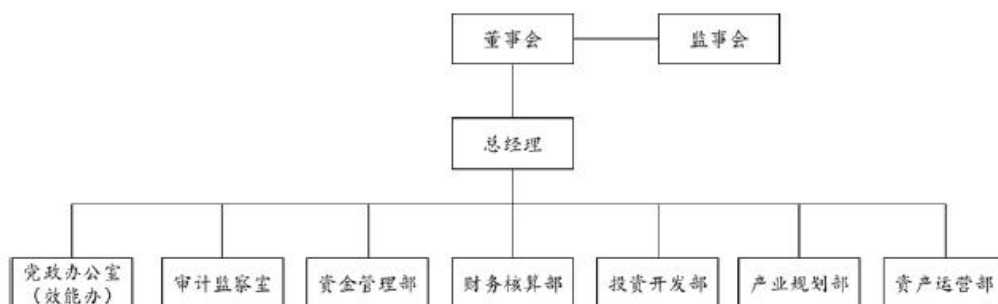 董事会
监事会
总经理
党政办公室
（效能办）
审计监察室
资金管理部
财务核算部
投资开发部
产业规划部
资产运营部